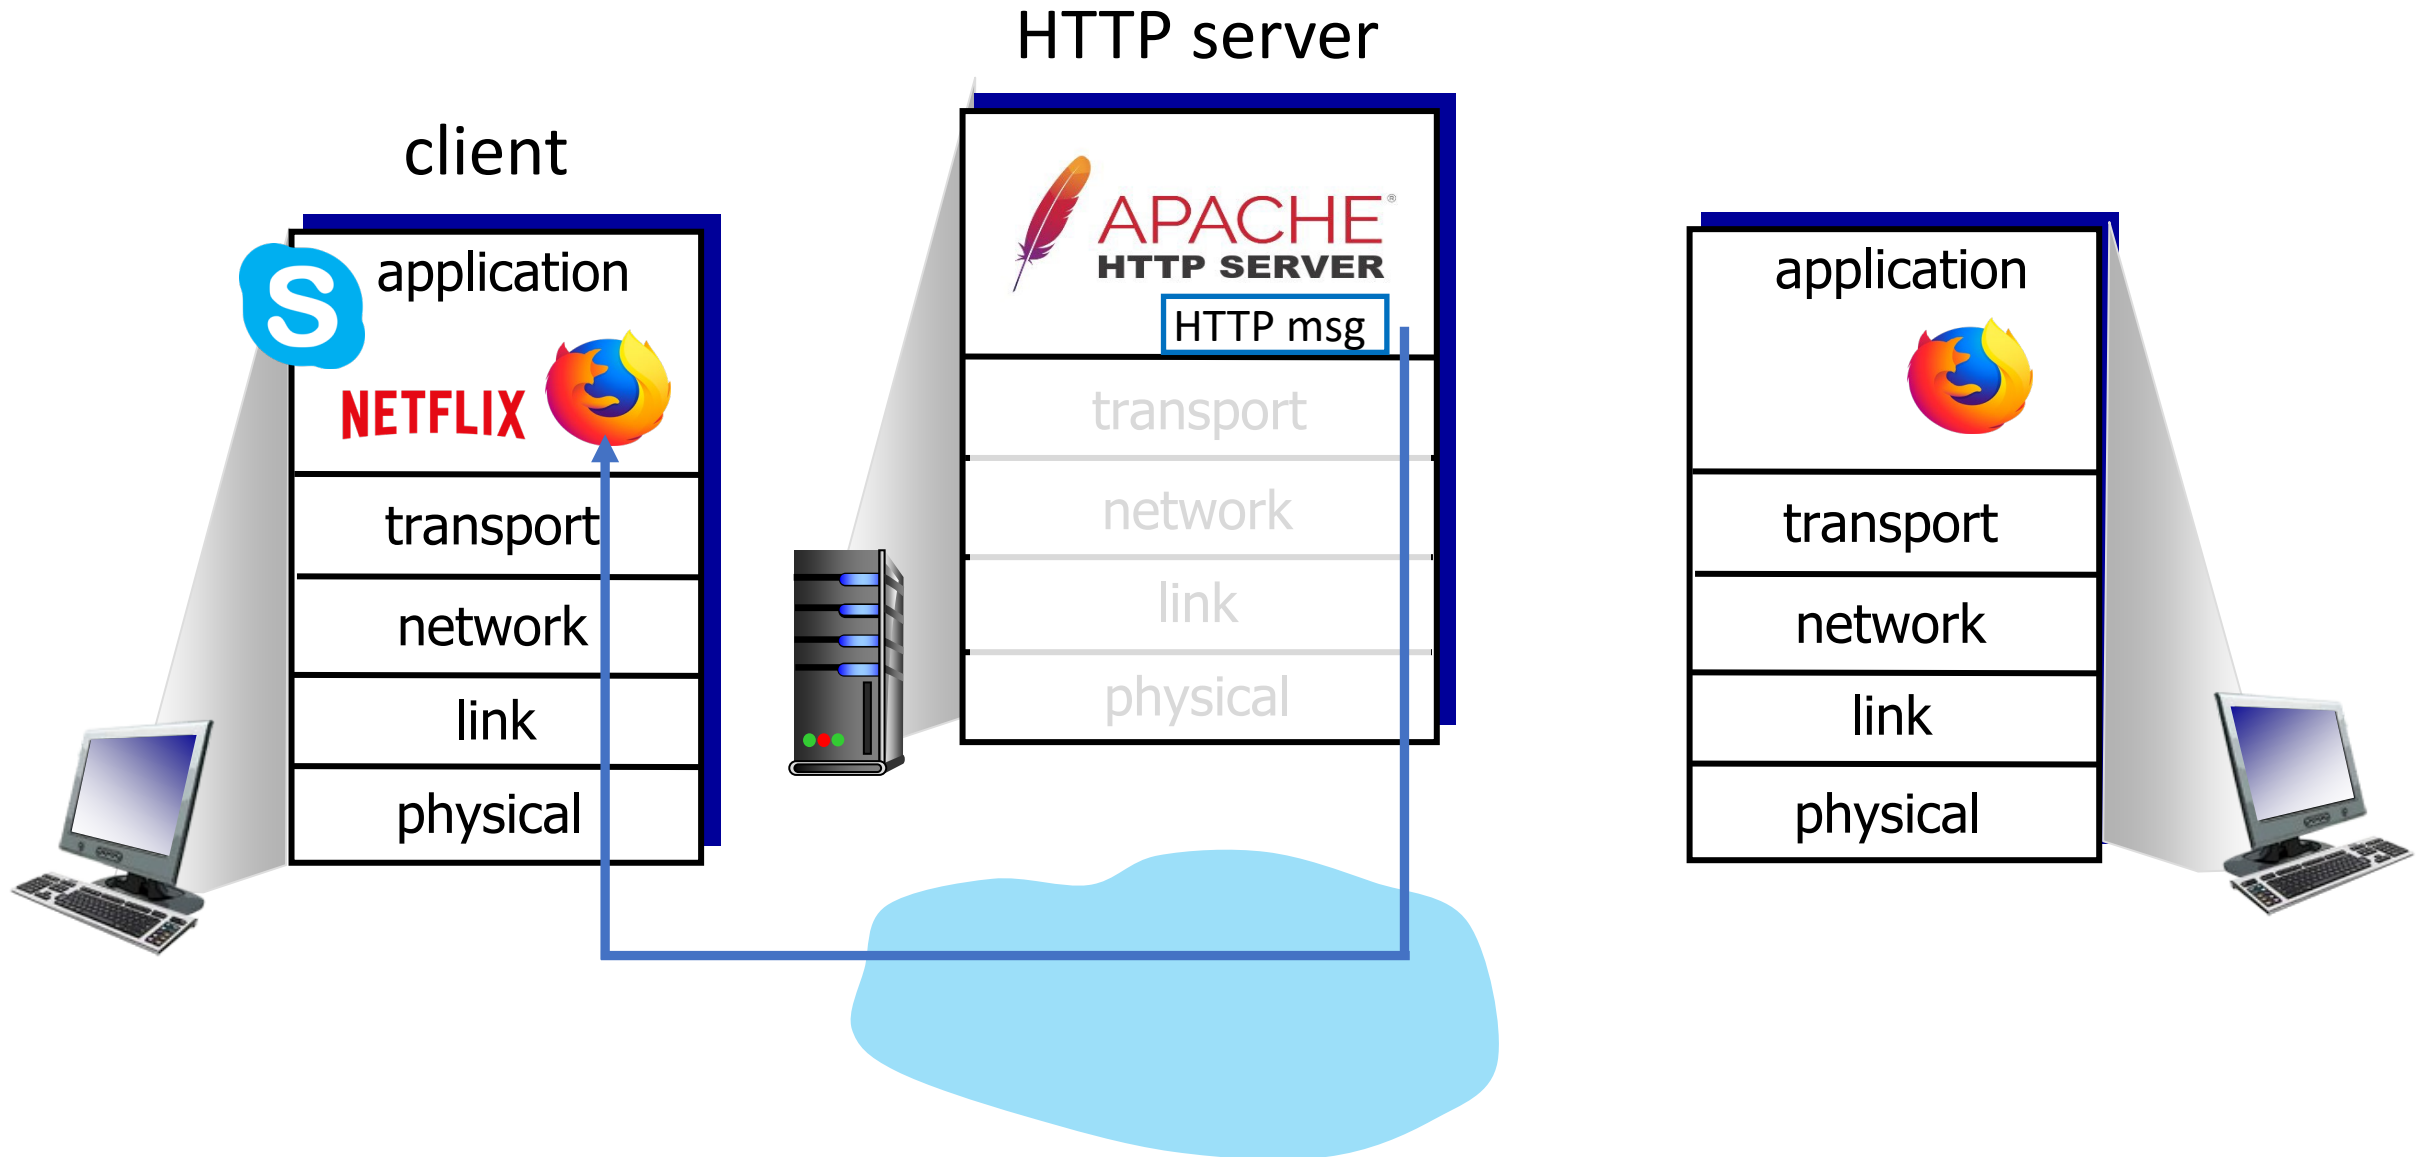 HTTP server
client
APACHE®
HTTP SERVER
HTTP msg
transport
network
link
physical
S
application
NETFLIX
transport
network
link
physical
application
transport
network
link
physical